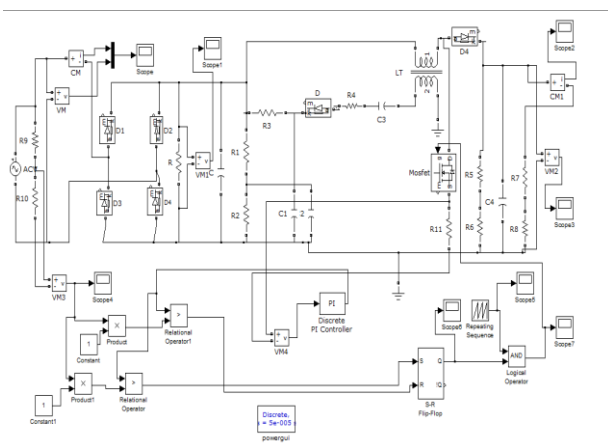 D4
m
Scope2
CM
Scope
Scope1
LT
1
2
CM1
VM
D
m
R4
R3
C3
R9
D1
D2
R
VM1
C
R1
Mosfet
R5
R7
VM2
AC
R10
D3
D4
R2
C1
2
R11
R6
C4
R8
Scope3
VM3
Scope4
PI
Discrete
PI Controller
Scope6
Scope5
Repeating
Sequence
Scope7
Product
Relational
Operator1
VM4
1
Constant
AND
Logical
Operator
Product1
Relational
Operator
S
Q
R
!Q
S-R
Flip-Flop
1
Constant1
Discrete,
s = 5e-005
powergui